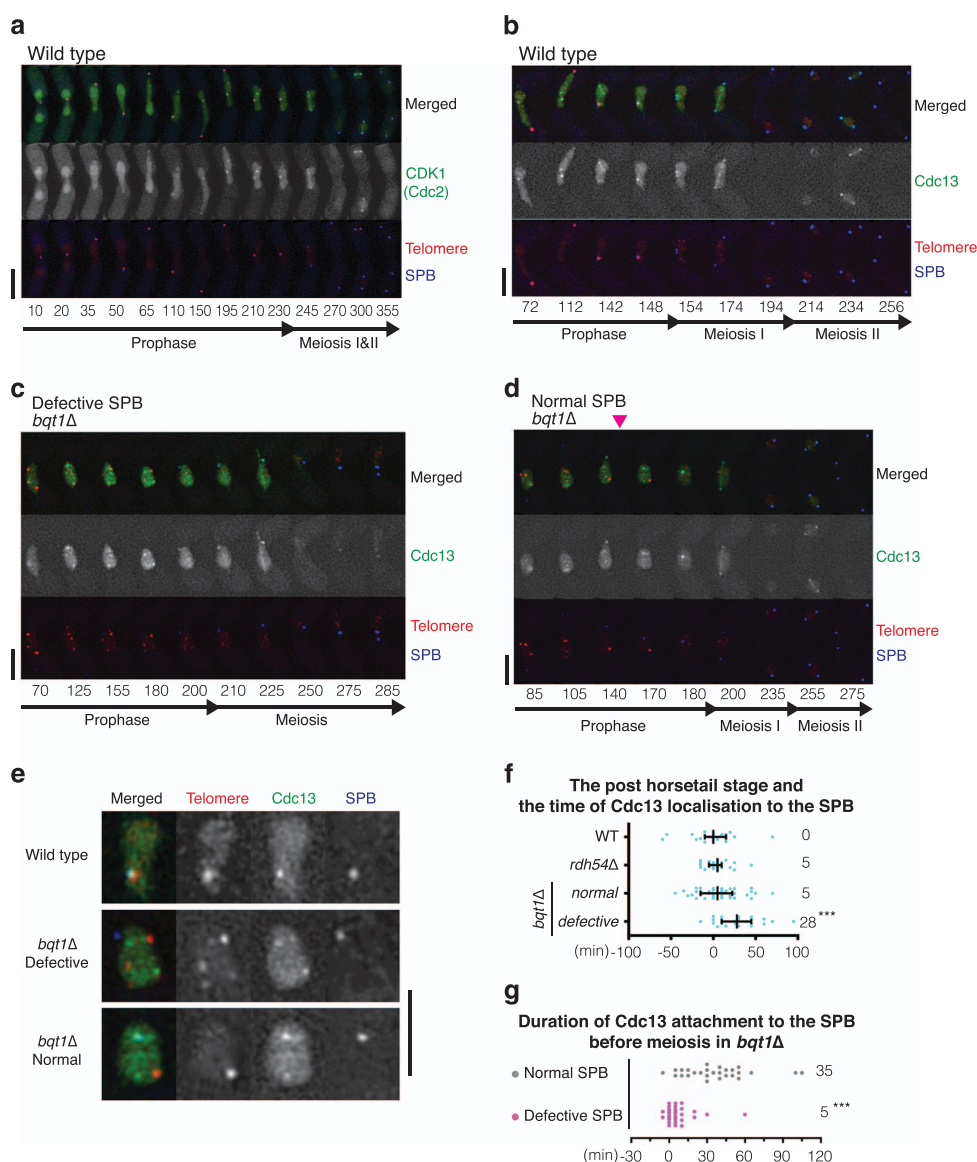 a
Wild type
Merged
CDK1
(Cdc2)
Telomere
SPB
10 20 35 50 65 110 150 195 210 230 245 270 300 355
Prophase Meiosis I&II
b
Wild type
Merged
Cdc13
Telomere
SPB
72 112 142 148 154 174 194 214 234 256
Prophase Meiosis I Meiosis II
c
Defective SPB
bqt1Δ
Merged
Cdc13
Telomere
SPB
70 125 155 180 200 210 225 250 275 285
Prophase Meiosis
d
Normal SPB
bqt1Δ
Merged
Cdc13
Telomere
SPB
85 105 140 170 180 200 235 255 275
Prophase Meiosis I Meiosis II
e
Merged Telomere Cdc13 SPB
Wild type
bqt1Δ
Defective
bqt1Δ
Normal
f
The post horsetail stage and
the time of Cdc13 localisation to the SPB
WT 0
rdh54Δ 5
bqt1Δ
normal 5
defective 28 ***
(min) -100 -50 0 50 100
g
Duration of Cdc13 attachment to the SPB
before meiosis in bqt1Δ
Normal SPB 35
Defective SPB 5 ***
(min)
-30 0 30 60 90 120